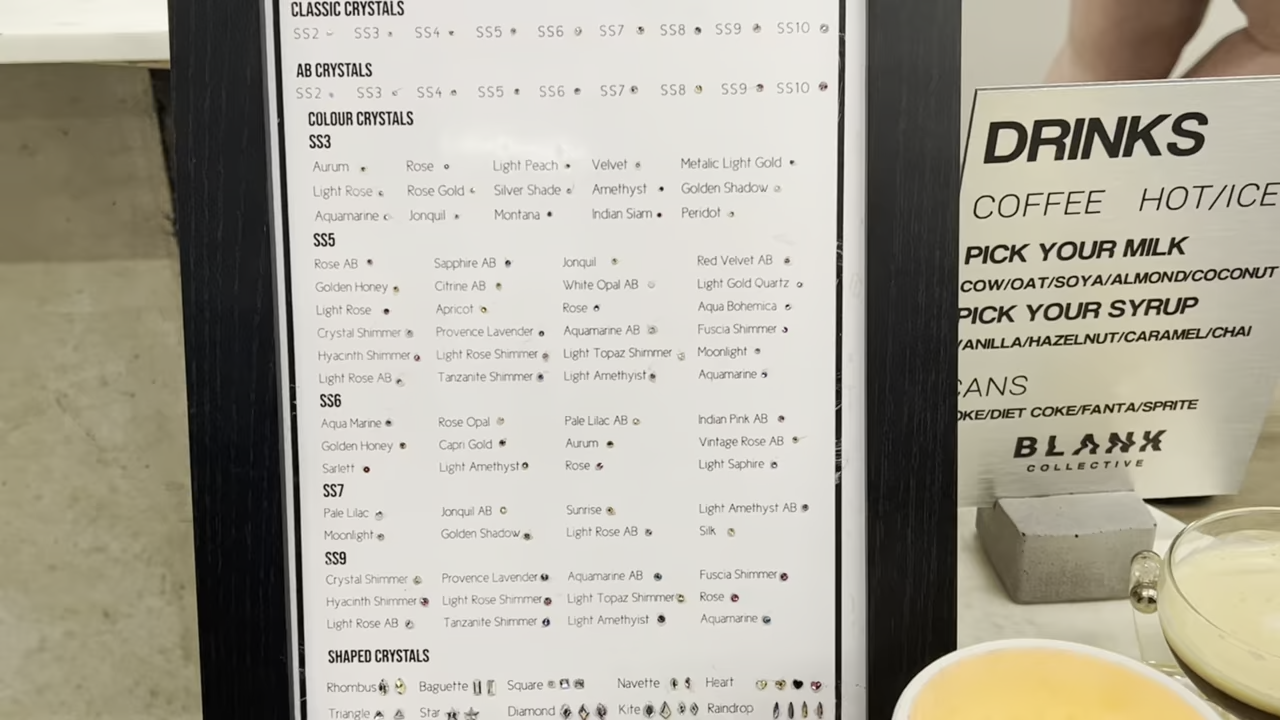 CLASSIC CRYSTALS
SS2 SS3 SS4 SS5 SS6 SS7 SS8 SS9 SS10
AB CRYSTALS
SS2 SS3 SS4 SS5 SS6 SS7 SS8 SS9 SS10
COLOUR CRYSTALS
SS3
Aurum Rose Light Peach Velvet Metalic Light Gold
Light Rose Rose Gold Silver Shade Amethyst Golden Shadow
Aquamarine Jonquil Montana Indian Siam Peridot
SS5
Rose AB Sapphire AB Jonquil Red Velvet AB
Golden Honey Citrine AB White Opal AB Light Gold Quartz
Light Rose Apricot Rose Aqua Bohemica
Crystal Shimmer Provence Lavender Aquamarine AB Fuscia Shimmer
Hyacinth Shimmer Light Rose Shimmer Light Topaz Shimmer Moonlight
Light Rose AB Tanzanite Shimmer Light Amethyist Aquamarine
SS6
Aqua Marine Rose Opal Pale Lilac AB Indian Pink AB
Golden Honey Capri Gold Aurum Vintage Rose AB
Sarlett Light Amethyst Rose Light Saphire
SS7
Pale Lilac Jonquil AB Sunrise Light Amethyst AB
Moonlight Golden Shadow Light Rose AB Silk
SS9
Crystal Shimmer Provence Lavender Aquamarine AB Fuscia Shimmer
Hyacinth Shimmer Light Rose Shimmer Light Topaz Shimmer Rose
Light Rose AB Tanzanite Shimmer Light Amethyist Aquamarine
SHAPED CRYSTALS
Rhombus Baguette Square Navette Heart
Triangle Star Diamond Kite Raindrop
DRINKS
COFFEE HOT/ICE
PICK YOUR MILK
COW/OAT/SOYA/ALMOND/COCONUT
PICK YOUR SYRUP
VANILLA/HAZELNUT/CARAMEL/CHAI
CANS
OKE/DIET COKE/FANTA/SPRITE
BLANK
COLLECTIVE